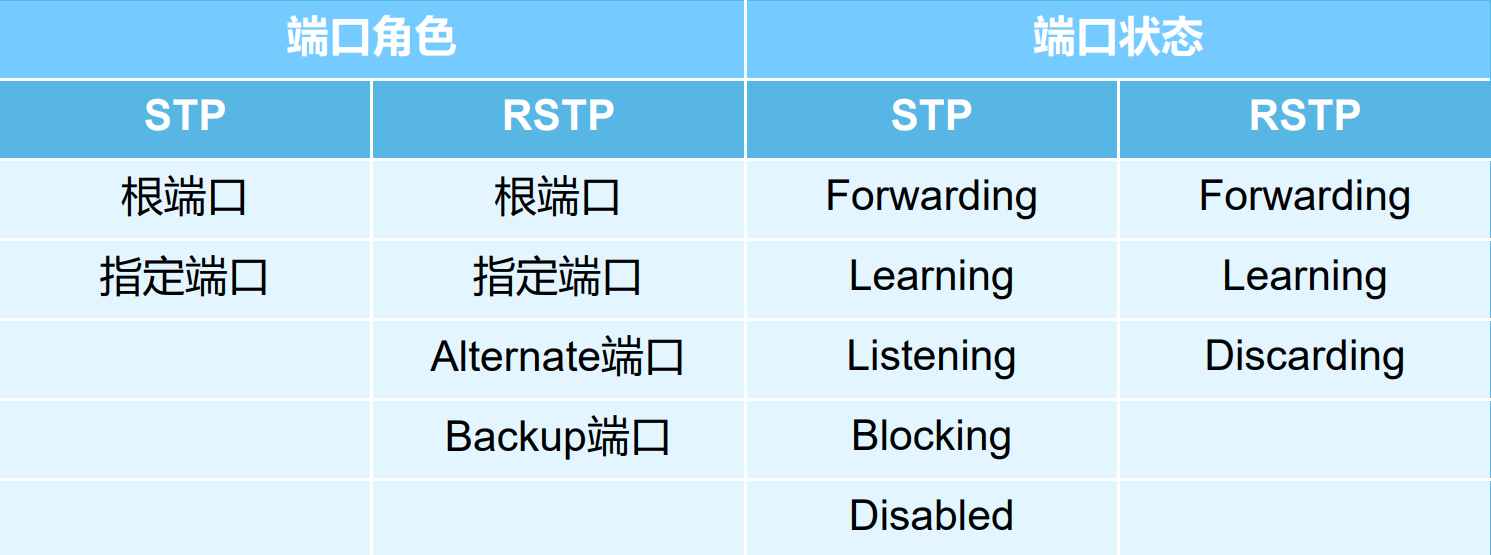 端口角色 端口状态
STP RSTP STP RSTP
根端口 根端口 Forwarding Forwarding
指定端口 指定端口 Learning Learning
Alternate端口 Listening Discarding
Backup端口 Blocking
Disabled